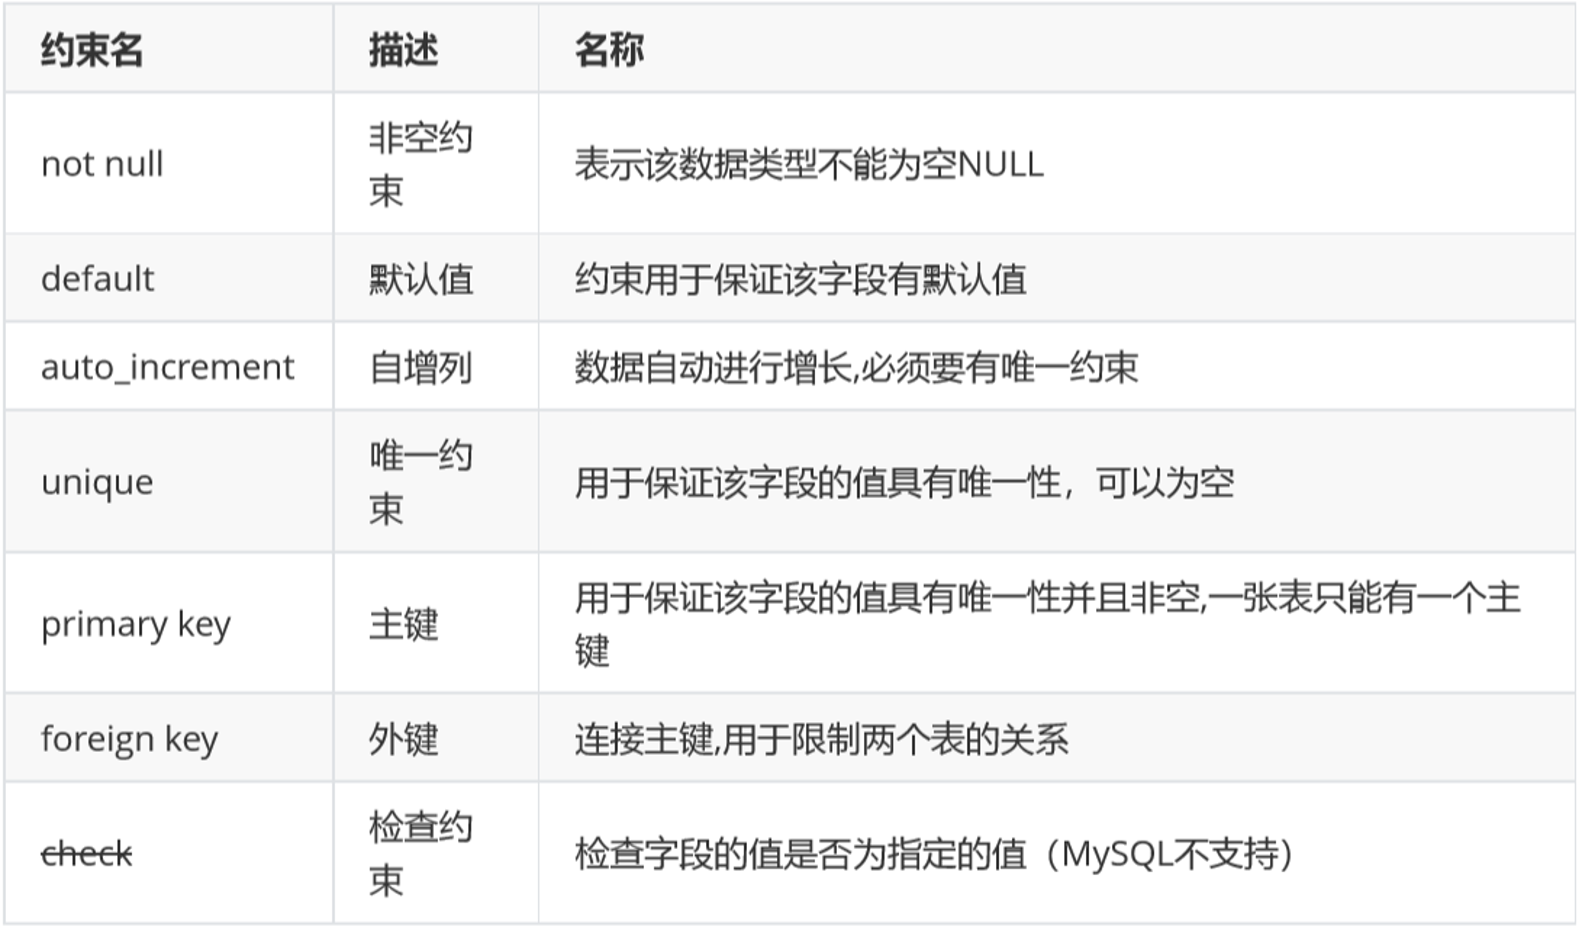 约束名 描述 名称
not null 非空约 表示该数据类型不能为空NULL
束
default 默认值 约束用于保证该字段有默认值
auto_increment 自增列 数据自动进行增长,必须要有唯一约束
unique 唯一约 用于保证该字段的值具有唯一性，可以为空
束
primary key 主键 用于保证该字段的值具有唯一性并且非空,一张表只能有一个主
键
foreign key 外键 连接主键,用于限制两个表的关系
check 检查约 检查字段的值是否为指定的值（MySQL不支持）
束